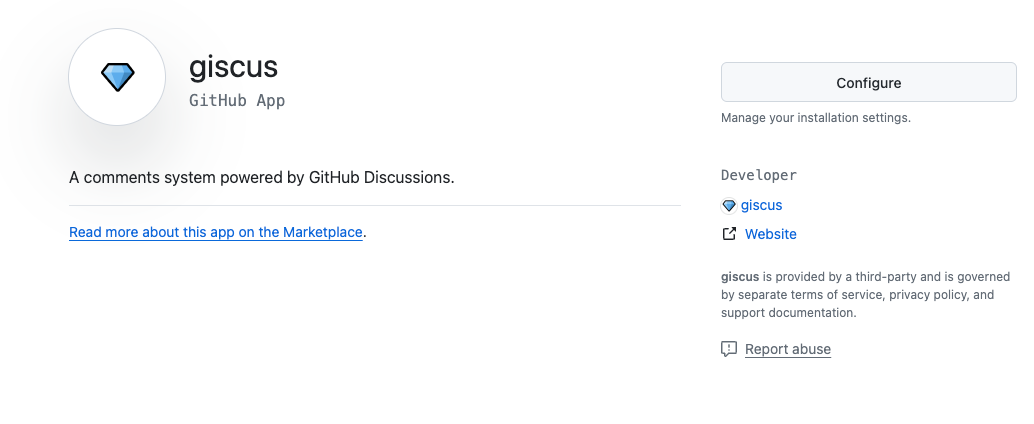 giscus
GitHub App
A comments system powered by GitHub Discussions.
Read more about this app on the Marketplace.
Configure
Manage your installation settings.
Developer
giscus
Website
giscus is provided by a third-party and is governed
by separate terms of service, privacy policy, and
support documentation.
Report abuse